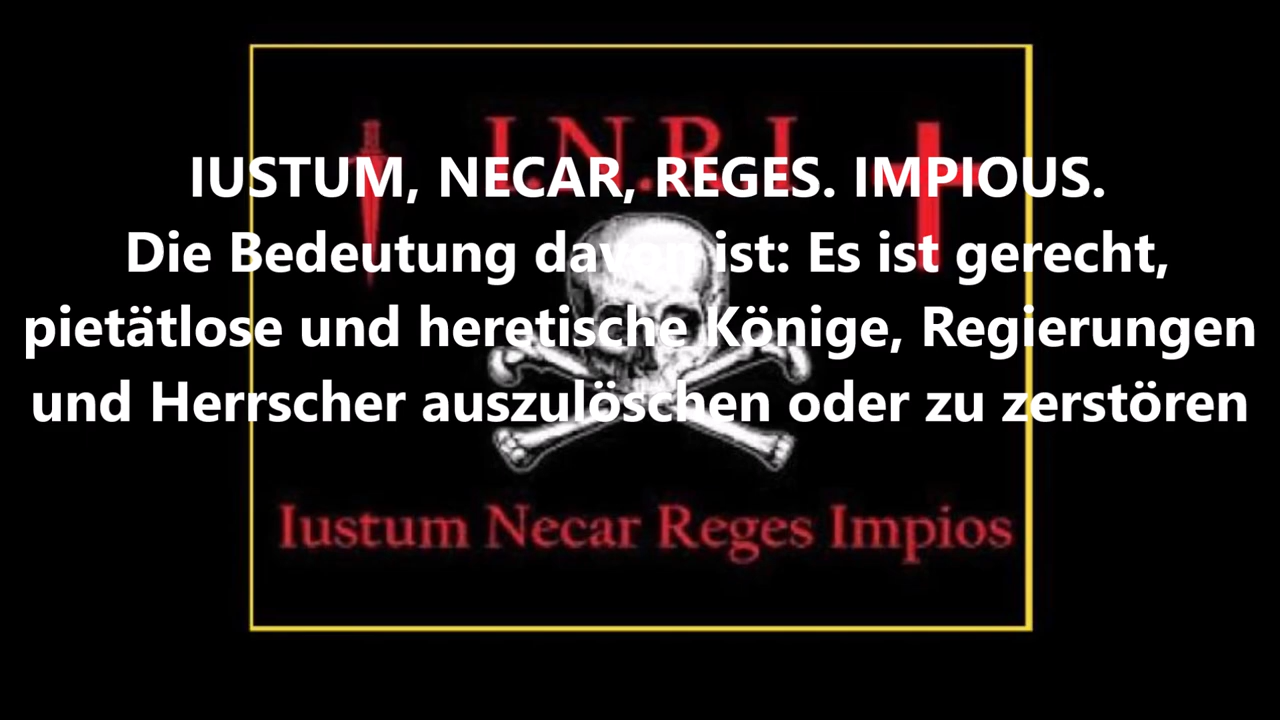 I.N.R.I
IUSTUM, NECAR, REGES. IMPIOUS.
Die Bedeutung davon ist: Es ist gerecht,
pietätlose und heretische Könige, Regierungen
und Herrscher auszulöschen oder zu zerstören
Iustum Necar Reges Impios